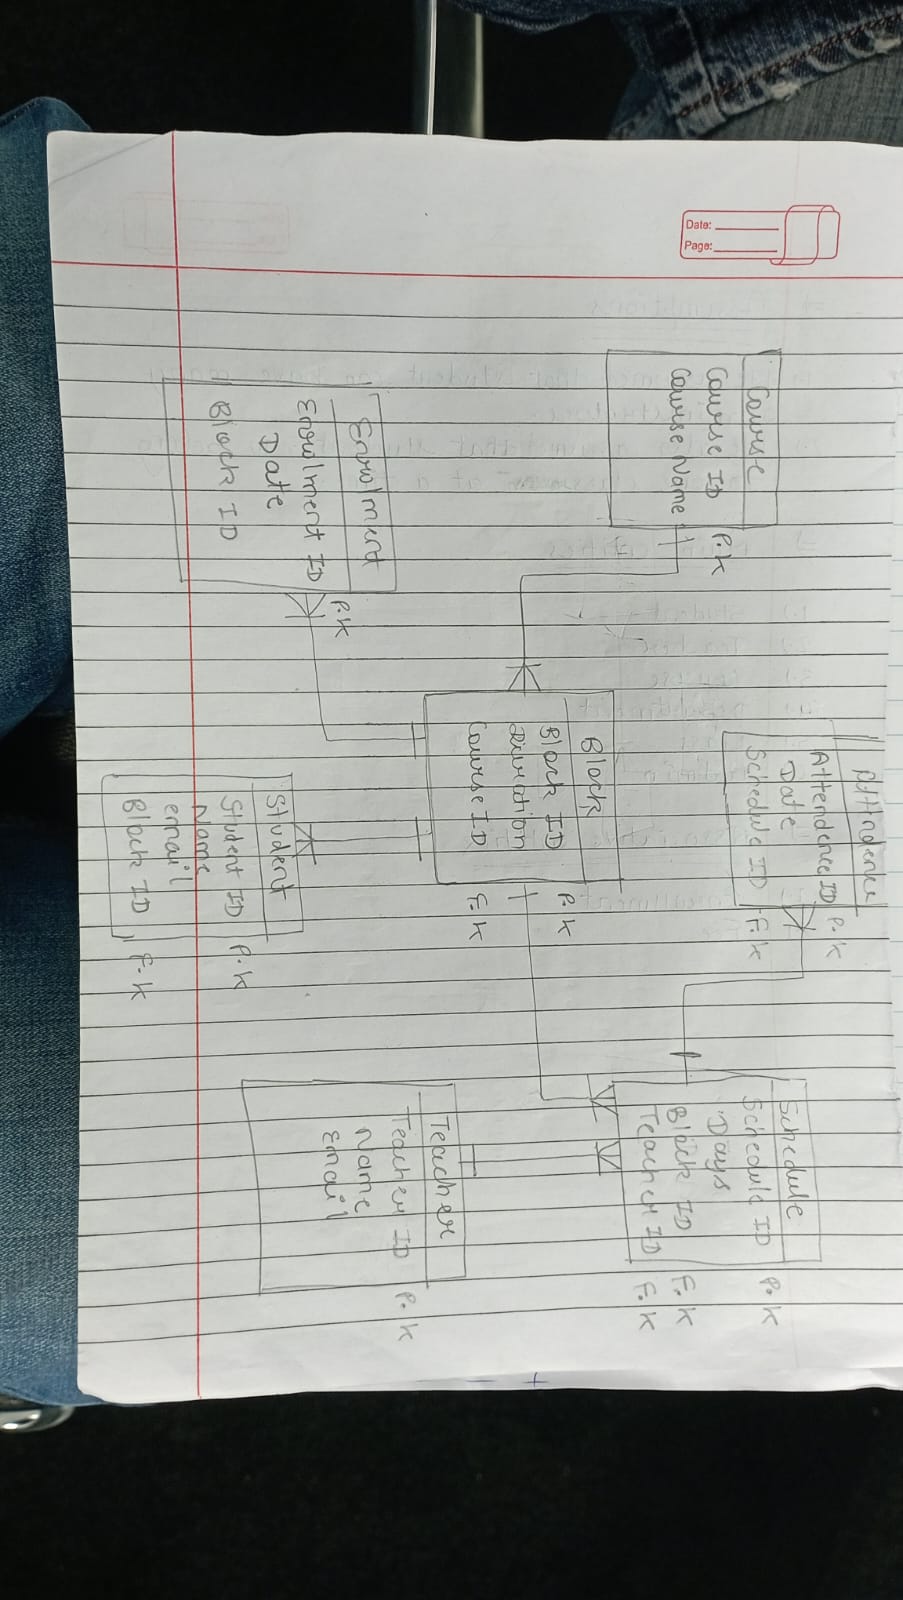 Attndence
Attendence ID P.K
Date
Schedule ID F.K
Schedule
Schedule ID P.K
Days
Block ID F.K
Teacher ID F.K
Course
Course ID P.K
Course Name
Block
Block ID P.K
Duration
Course ID F.K
Teacher
Teacher ID P.K
Name
Email
Enrolment
P.K
Enrolment ID
Date
Block ID
Student
Student ID P.K
Name
email
Block ID F.K
Date:
Page: